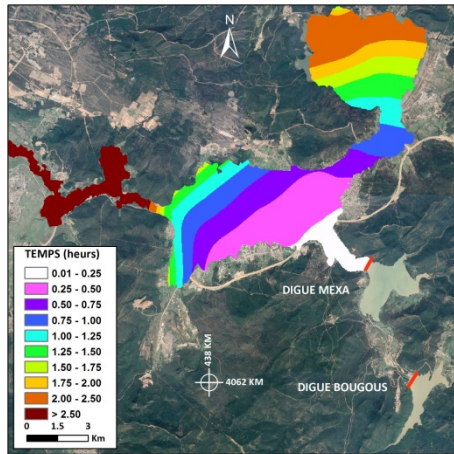 N
TEMPS (heurs)
0.01 - 0.25
0.25 - 0.50
0.50 - 0.75
0.75 - 1.00
1.00 - 1.25
1.25 - 1.50
1.50 - 1.75
1.75 - 2.00
2.00 - 2.50
> 2.50
0 1.5 3
Km
DIGUE MEXA
438 KM
4062 KM
DIGUE BOUGOUS